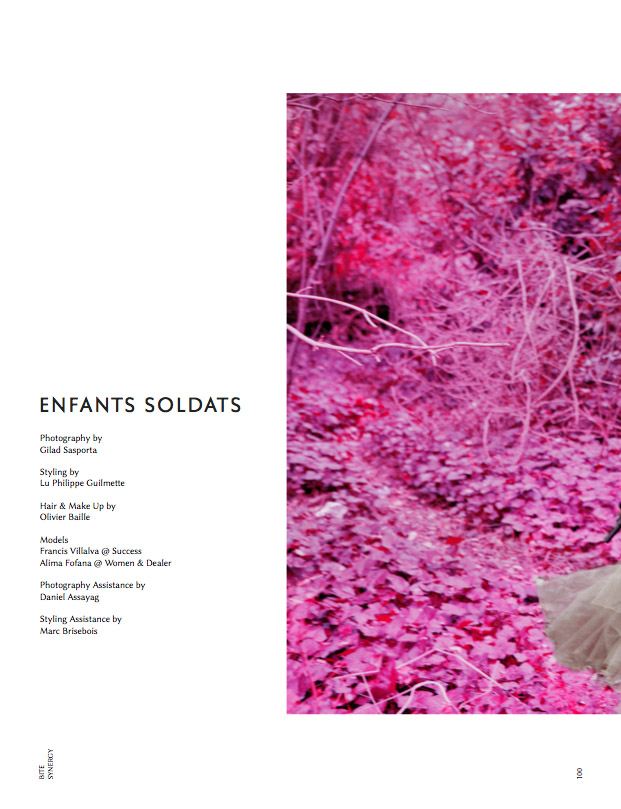 ENFANTS SOLDATS
Photography by
Gilad Sasporta
Styling by
Lu Philippe Guilmette
Hair & Make Up by
Olivier Baille
Models
Francis Villalva @ Success
Alima Fofana @ Women & Dealer
Photography Assistance by
Daniel Assayag
Styling Assistance by
Marc Brisebois
BITE
SYNERGY
100